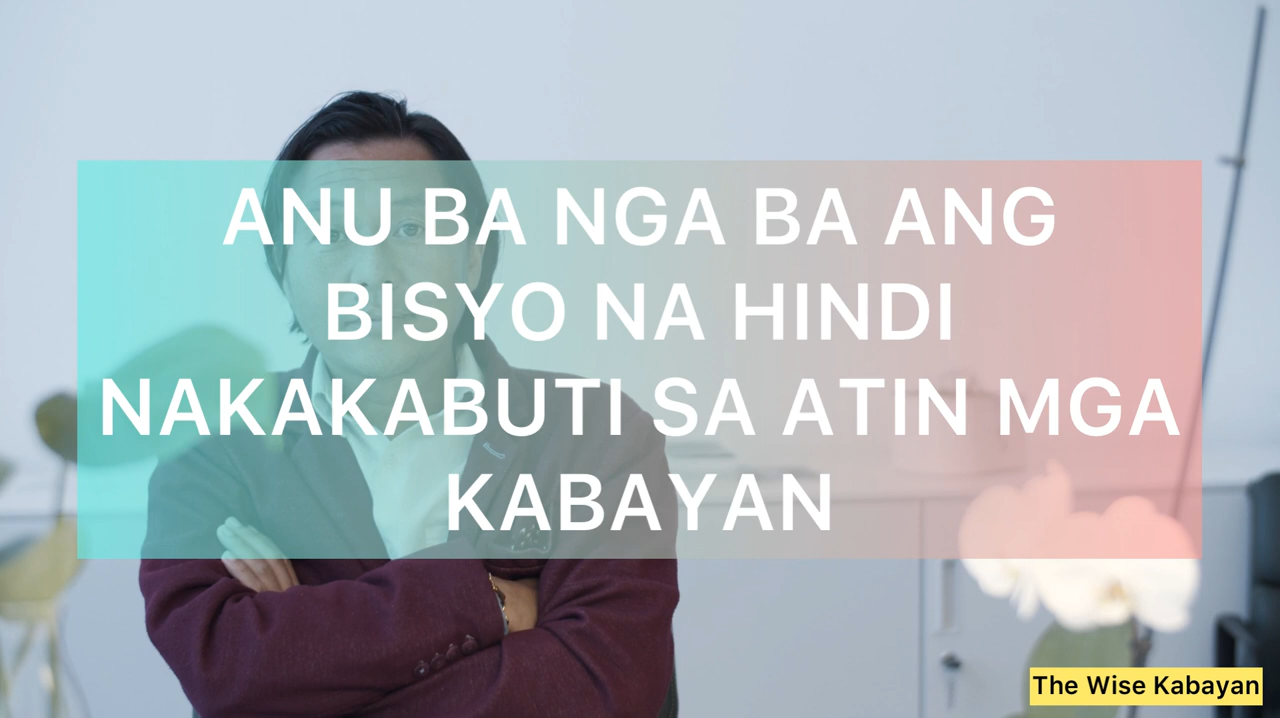 ANU BA NGA BA ANG
BISYO NA HINDI
NAKAKABUTI SA ATIN MGA
KABAYAN
The Wise Kabayan